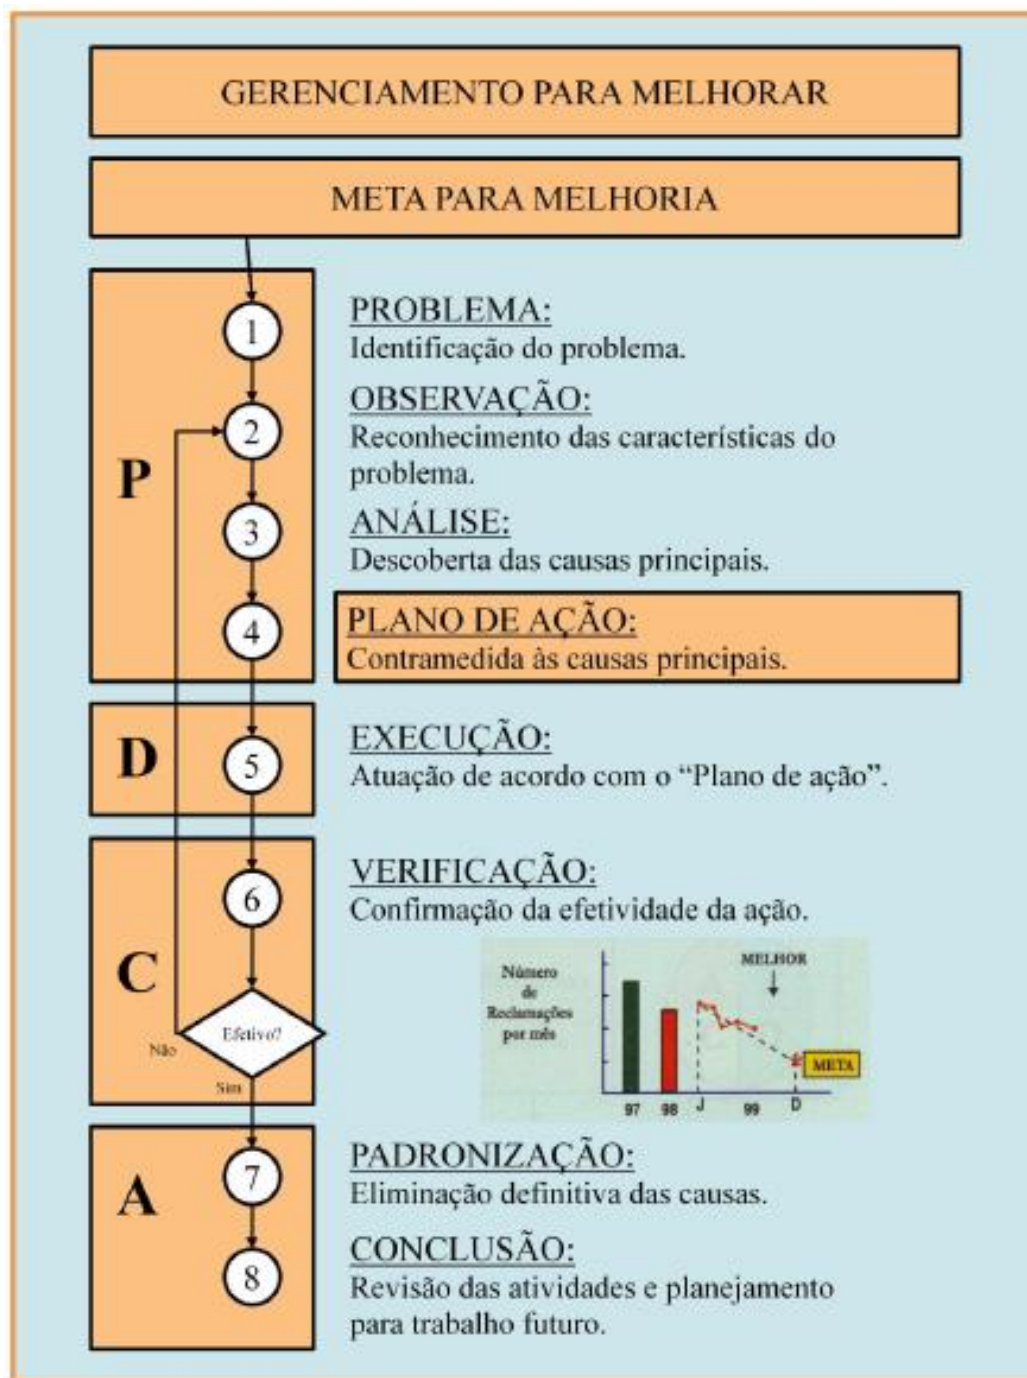 GERENCIAMENTO PARA MELHORAR
META PARA MELHORIA
P
1
PROBLEMA:
Identificação do problema.
2
OBSERVAÇÃO:
Reconhecimento das características do
problema.
3
ANÁLISE:
Descoberta das causas principais.
4
PLANO DE AÇÃO:
Contramedida às causas principais.
D
5
EXECUÇÃO:
Atuação de acordo com o “Plano de ação”.
C
6
VERIFICAÇÃO:
Confirmação da efetividade da ação.
Efetivo?
Não
Sim
Número
de
Reclamações
por mês
MELHOR
META
97 98 J 99 D
A
7
PADRONIZAÇÃO:
Eliminação definitiva das causas.
8
CONCLUSÃO:
Revisão das atividades e planejamento
para trabalho futuro.